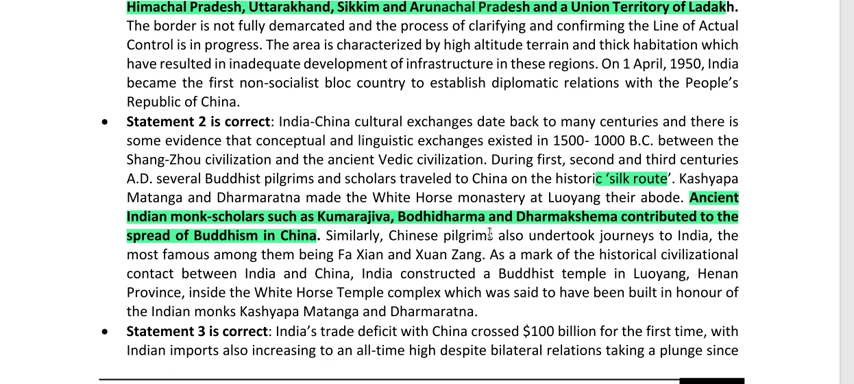 Himachal Pradesh, Uttarakhand, Sikkim and Arunachal Pradesh and a Union Territory of Ladakh.
The border is not fully demarcated and the process of clarifying and confirming the Line of Actual
Control is in progress. The area is characterized by high altitude terrain and thick habitation which
have resulted in inadequate development of infrastructure in these regions. On 1 April, 1950, India
became the first non-socialist bloc country to establish diplomatic relations with the People’s
Republic of China.
• Statement 2 is correct: India-China cultural exchanges date back to many centuries and there is
some evidence that conceptual and linguistic exchanges existed in 1500- 1000 B.C. between the
Shang-Zhou civilization and the ancient Vedic civilization. During first, second and third centuries
A.D. several Buddhist pilgrims and scholars traveled to China on the historic ‘silk route’. Kashyapa
Matanga and Dharmaratna made the White Horse monastery at Luoyang their abode. Ancient
Indian monk-scholars such as Kumarajiva, Bodhidharma and Dharmakshema contributed to the
spread of Buddhism in China. Similarly, Chinese pilgrims also undertook journeys to India, the
most famous among them being Fa Xian and Xuan Zang. As a mark of the historical civilizational
contact between India and China, India constructed a Buddhist temple in Luoyang, Henan
Province, inside the White Horse Temple complex which was said to have been built in honour of
the Indian monks Kashyapa Matanga and Dharmaratna.
• Statement 3 is correct: India’s trade deficit with China crossed $100 billion for the first time, with
Indian imports also increasing to an all-time high despite bilateral relations taking a plunge since